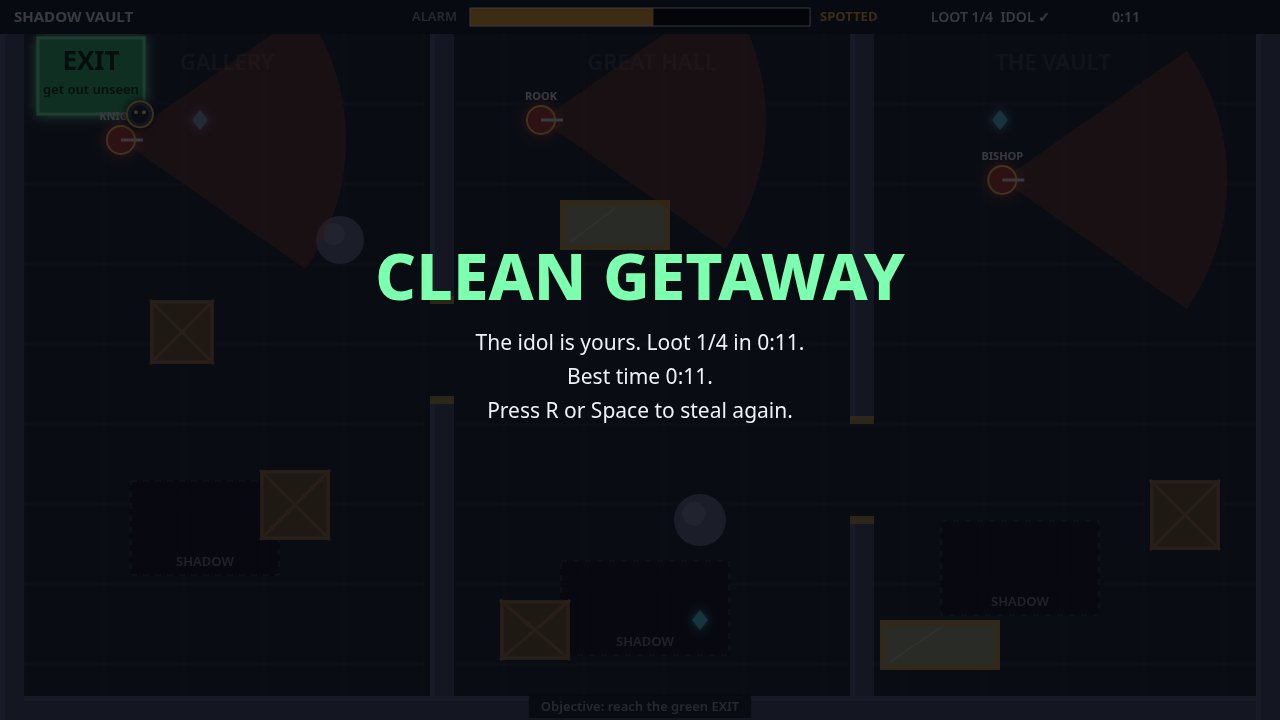 SHADOW VAULT
ALARM
SPOTTED
LOOT 1/4 IDOL ✓
0:11
EXIT
get out unseen
GALLERY
GREAT HALL
THE VAULT
ROOK
BISHOP
CLEAN GETAWAY
The idol is yours. Loot 1/4 in 0:11.
Best time 0:11.
Press R or Space to steal again.
SHADOW
SHADOW
SHADOW
Objective: reach the green EXIT